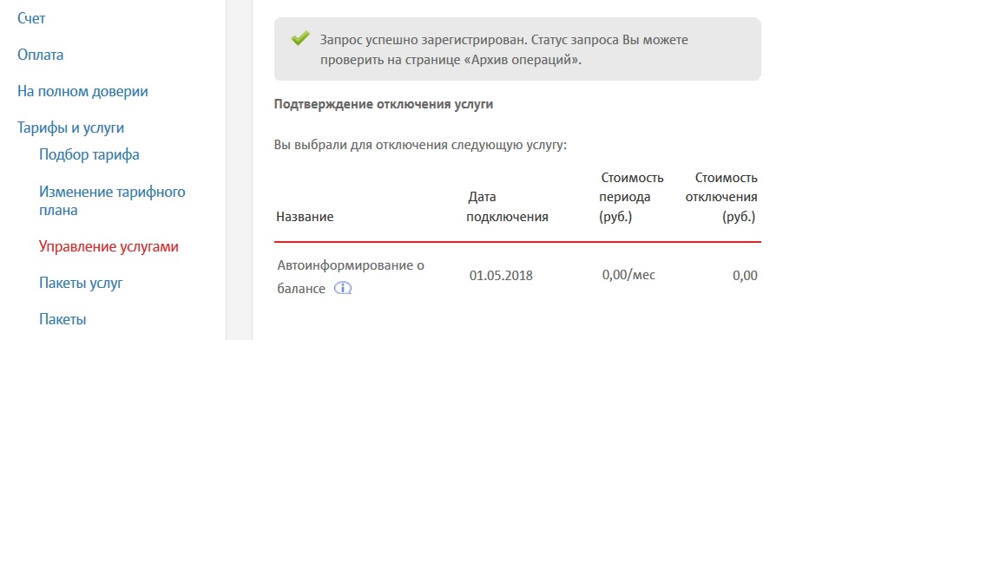 Счет
Оплата
На полном доверии
Тарифы и услуги
Подбор тарифа
Изменение тарифного
плана
Управление услугами
Пакеты услуг
Пакеты
Запрос успешно зарегистрирован. Статус запроса Вы можете
проверить на странице «Архив операций».
Подтверждение отключения услуги
Вы выбрали для отключения следующую услугу:
Название
Дата
подключения
Стоимость
периода
(руб.)
Стоимость
отключения
(руб.)
Автоинформирование о
балансе
01.05.2018
0,00/мес
0,00